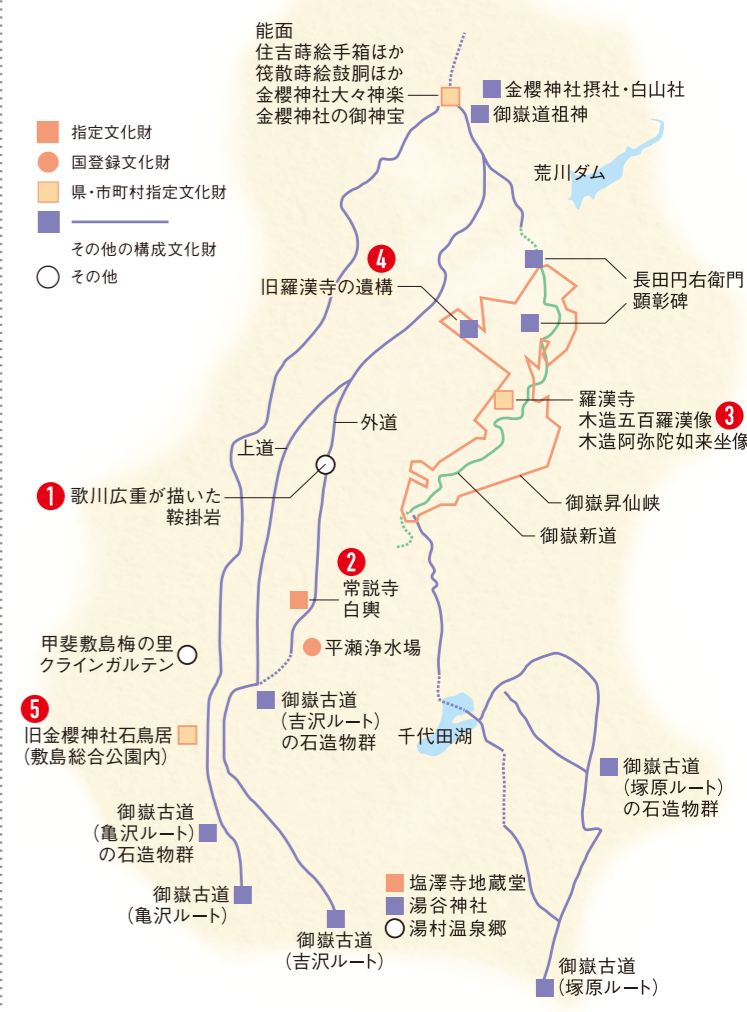 能面
住吉蒔絵手箱ほか
筏散蒔絵鼓胴ほか
金櫻神社大々神楽
金櫻神社の御神宝
金櫻神社摂社・白山社
御嶽道祖神
指定文化財
国登録文化財
県・市町村指定文化財
その他の構成文化財
その他
荒川ダム
4
旧羅漢寺の遺構
長田円右衛門
顕彰碑
羅漢寺
木造五百羅漢像
木造阿弥陀如来坐像
3
外道
上道
1
歌川広重が描いた
鞍掛岩
御嶽昇仙峡
御嶽新道
2
常説寺
白輿
平瀬浄水場
甲斐敷島梅の里
クラインガルテン
5
旧金櫻神社石鳥居
(敷島総合公園内)
御嶽古道
(吉沢ルート)
の石造物群
千代田湖
御嶽古道
(塚原ルート)
の石造物群
御嶽古道
(亀沢ルート)
の石造物群
御嶽古道
(亀沢ルート)
塩澤寺地蔵堂
湯谷神社
湯村温泉郷
御嶽古道
(吉沢ルート)
御嶽古道
(塚原ルート)